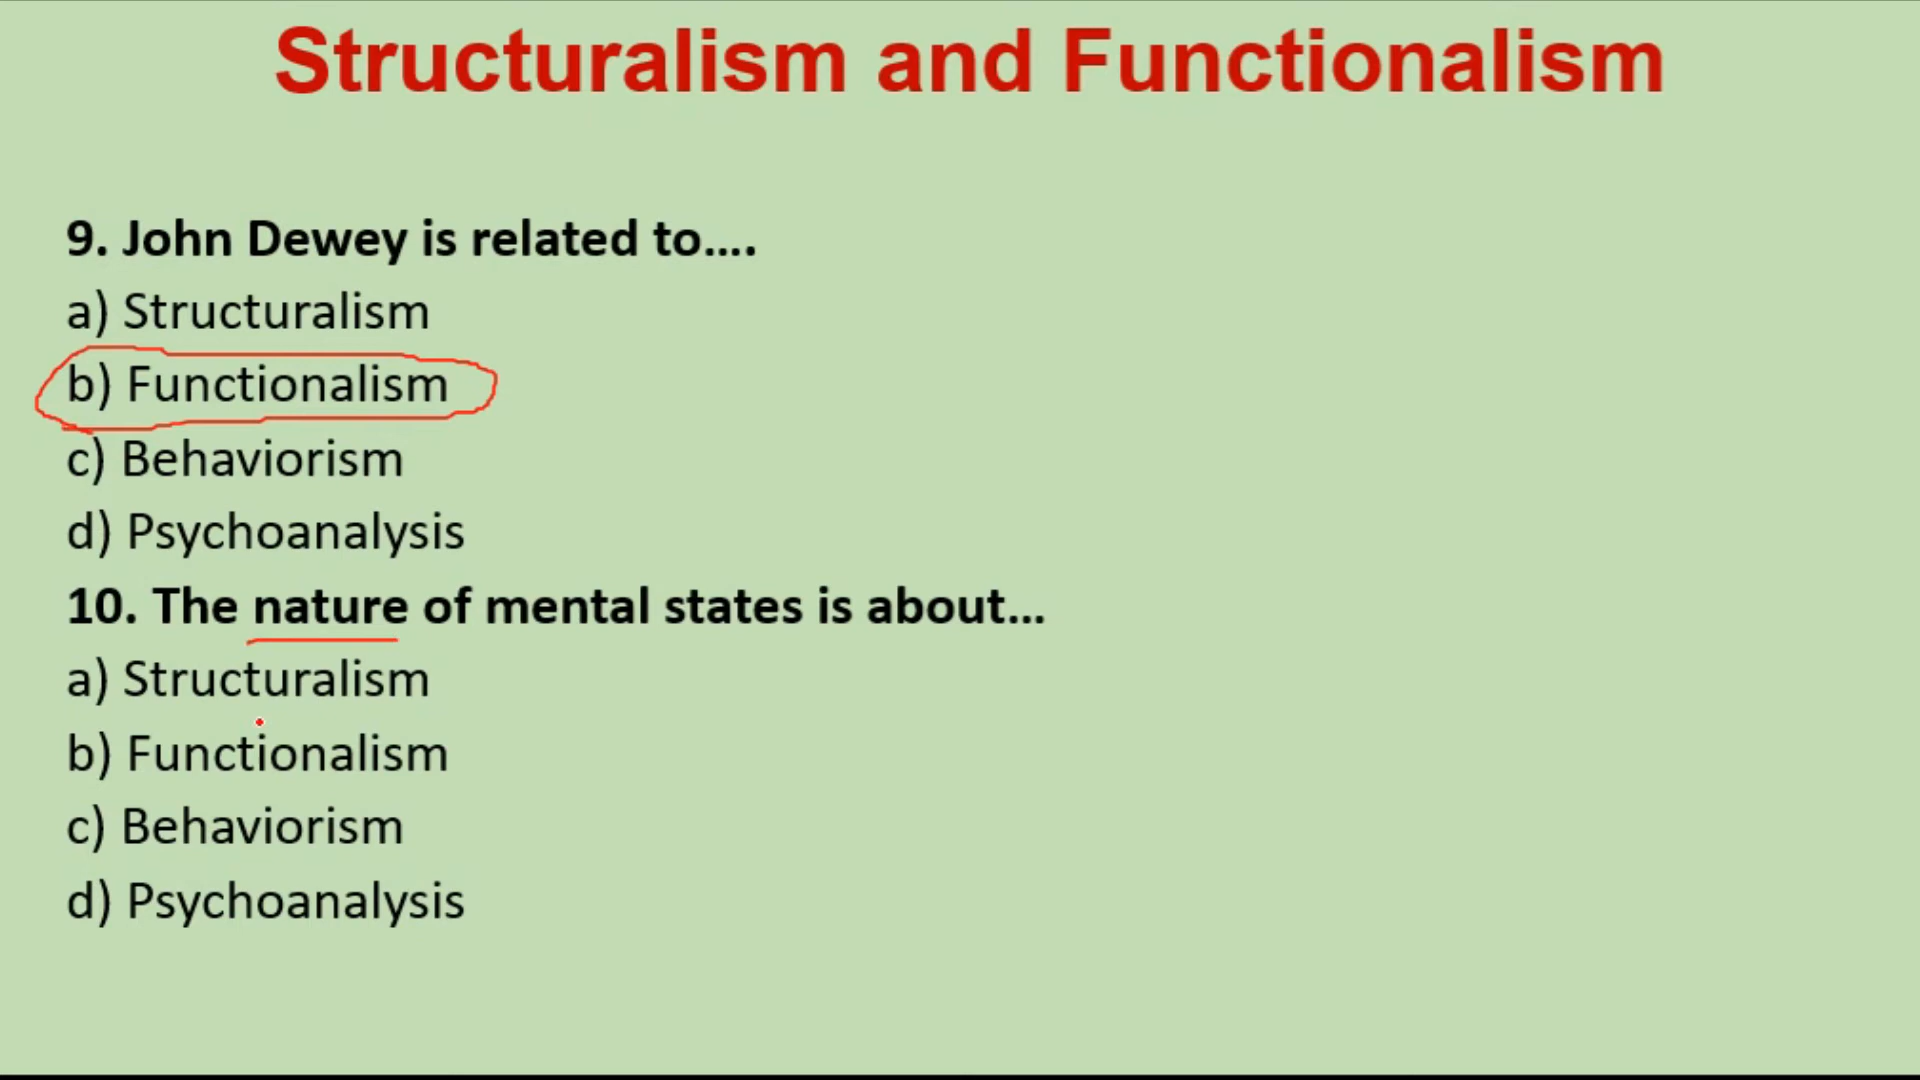 Structuralism and Functionalism
9. John Dewey is related to....
a) Structuralism
b) Functionalism
c) Behaviorism
d) Psychoanalysis
10. The nature of mental states is about...
a) Structuralism
b) Functionalism
c) Behaviorism
d) Psychoanalysis